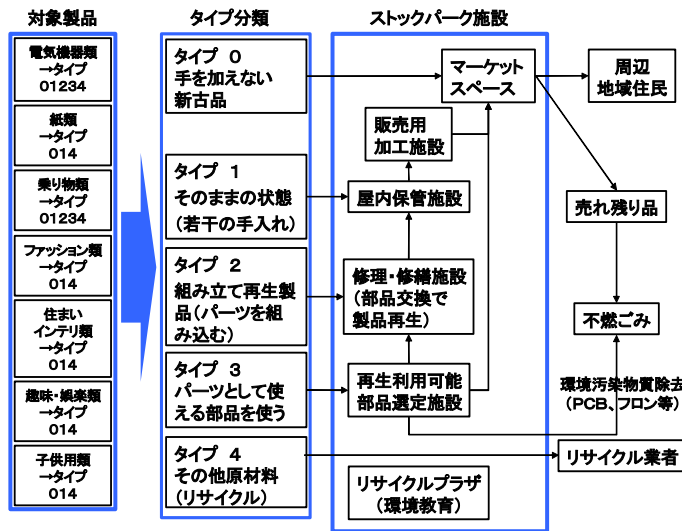 対象製品
電気機器類
→タイプ
01234
紙類
→タイプ
014
乗り物類
→タイプ
01234
ファッション類
→タイプ
014
住まい
インテリ類
→タイプ
014
趣味・娯楽類
→タイプ
014
子供用類
→タイプ
014
タイプ分類
タイプ 0
手を加えない
新古品
タイプ 1
そのままの状態
(若干の手入れ)
タイプ 2
組み立て再生製
品(パーツを組
み込む)
タイプ 3
パーツとして使
える部品を使う
タイプ 4
その他原材料
(リサイクル)
ストックパーク施設
マーケット
スペース
販売用
加工施設
屋内保管施設
修理・修繕施設
(部品交換で
製品再生)
再生利用可能
部品選定施設
リサイクルプラザ
(環境教育)
周辺
地域住民
売れ残り品
不燃ごみ
環境汚染物質除去
(PCB、フロン等)
リサイクル業者